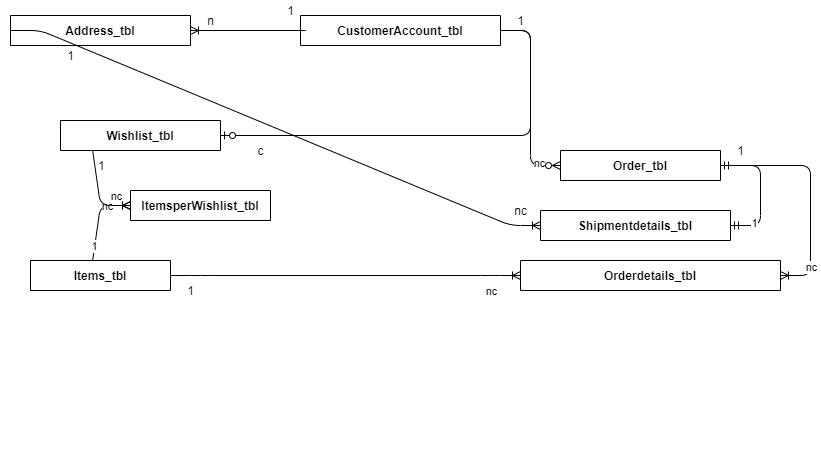 1
n
1
Address_tbl
CustomerAccount_tbl
1
Wishlist_tbl
c
1
nc
Order_tbl
1
nc
nc
ItemsperWishlist_tbl
nc
Shipmentdetails_tbl
1
1
Items_tbl
Orderdetails_tbl
nc
1
nc